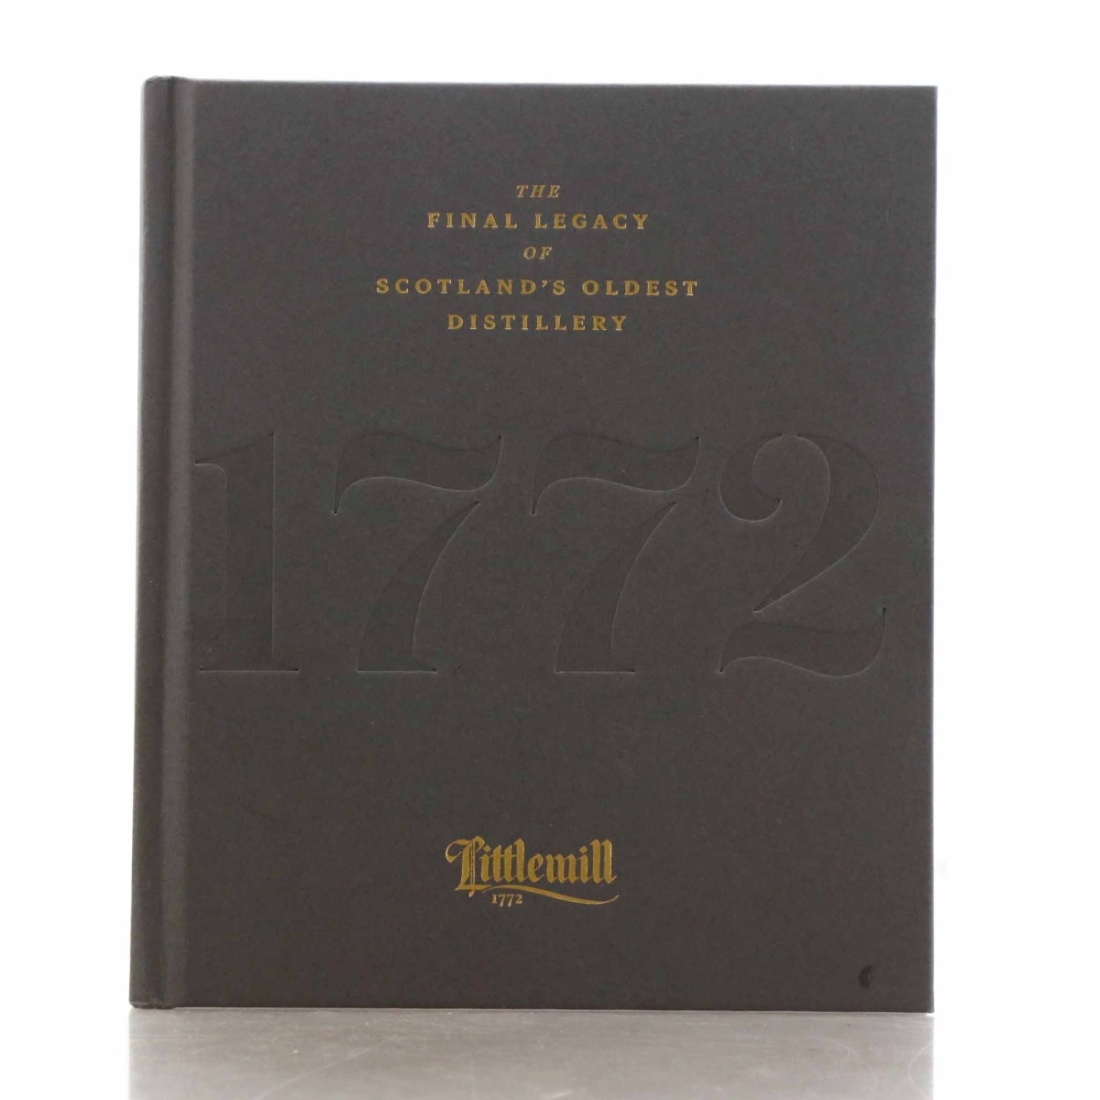 THE
FINAL LEGACY
OF
SCOTLAND'S OLDEST
DISTILLERY
1772
Littlemill
1772